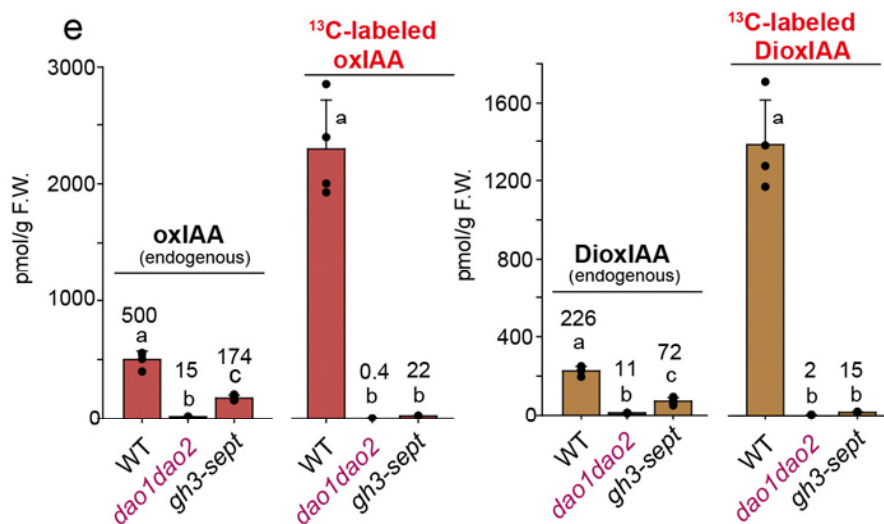 e
¹³C-labeled
oxIAA
¹³C-labeled
DioxIAA
pmol/g F.W.
3000
2000
1000
0
oxIAA
(endogenous)
500
a
15
b
174
c
a
0.4
b
22
b
WT
dao1dao2
gh3-sept
WT
dao1dao2
gh3-sept
pmol/g F.W.
1600
1200
800
400
0
DioxIAA
(endogenous)
226
a
11
b
72
c
a
2
b
15
b
WT
dao1dao2
gh3-sept
WT
dao1dao2
gh3-sept